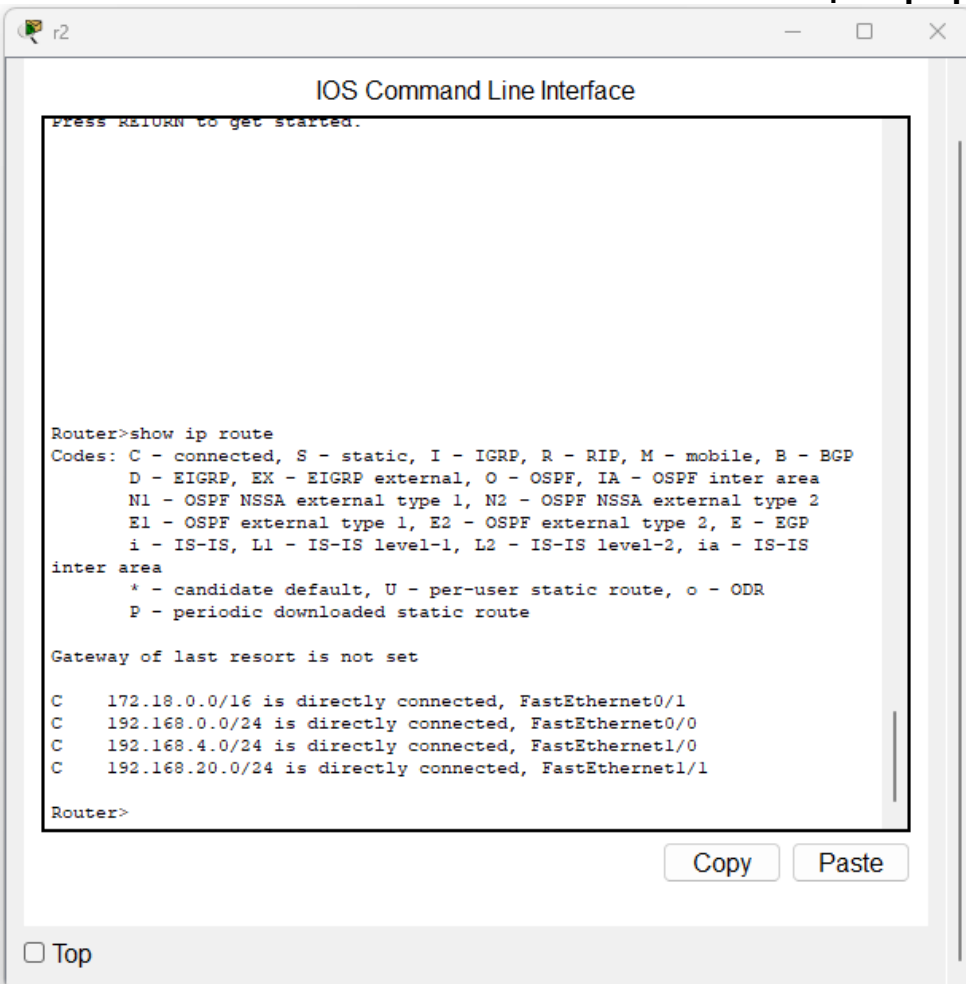 r2
IOS Command Line Interface
Press RETURN to get started.
Router>show ip route
Codes: C - connected, S - static, I - IGRP, R - RIP, M - mobile, B - BGP
D - EIGRP, EX - EIGRP external, O - OSPF, IA - OSPF inter area
N1 - OSPF NSSA external type 1, N2 - OSPF NSSA external type 2
E1 - OSPF external type 1, E2 - OSPF external type 2, E - EGP
i - IS-IS, L1 - IS-IS level-1, L2 - IS-IS level-2, ia - IS-IS
inter area
* - candidate default, U - per-user static route, o - ODR
P - periodic downloaded static route
Gateway of last resort is not set
C 172.18.0.0/16 is directly connected, FastEthernet0/1
C 192.168.0.0/24 is directly connected, FastEthernet0/0
C 192.168.4.0/24 is directly connected, FastEthernet1/0
C 192.168.20.0/24 is directly connected, FastEthernet1/1
Router>
Copy Paste
Top